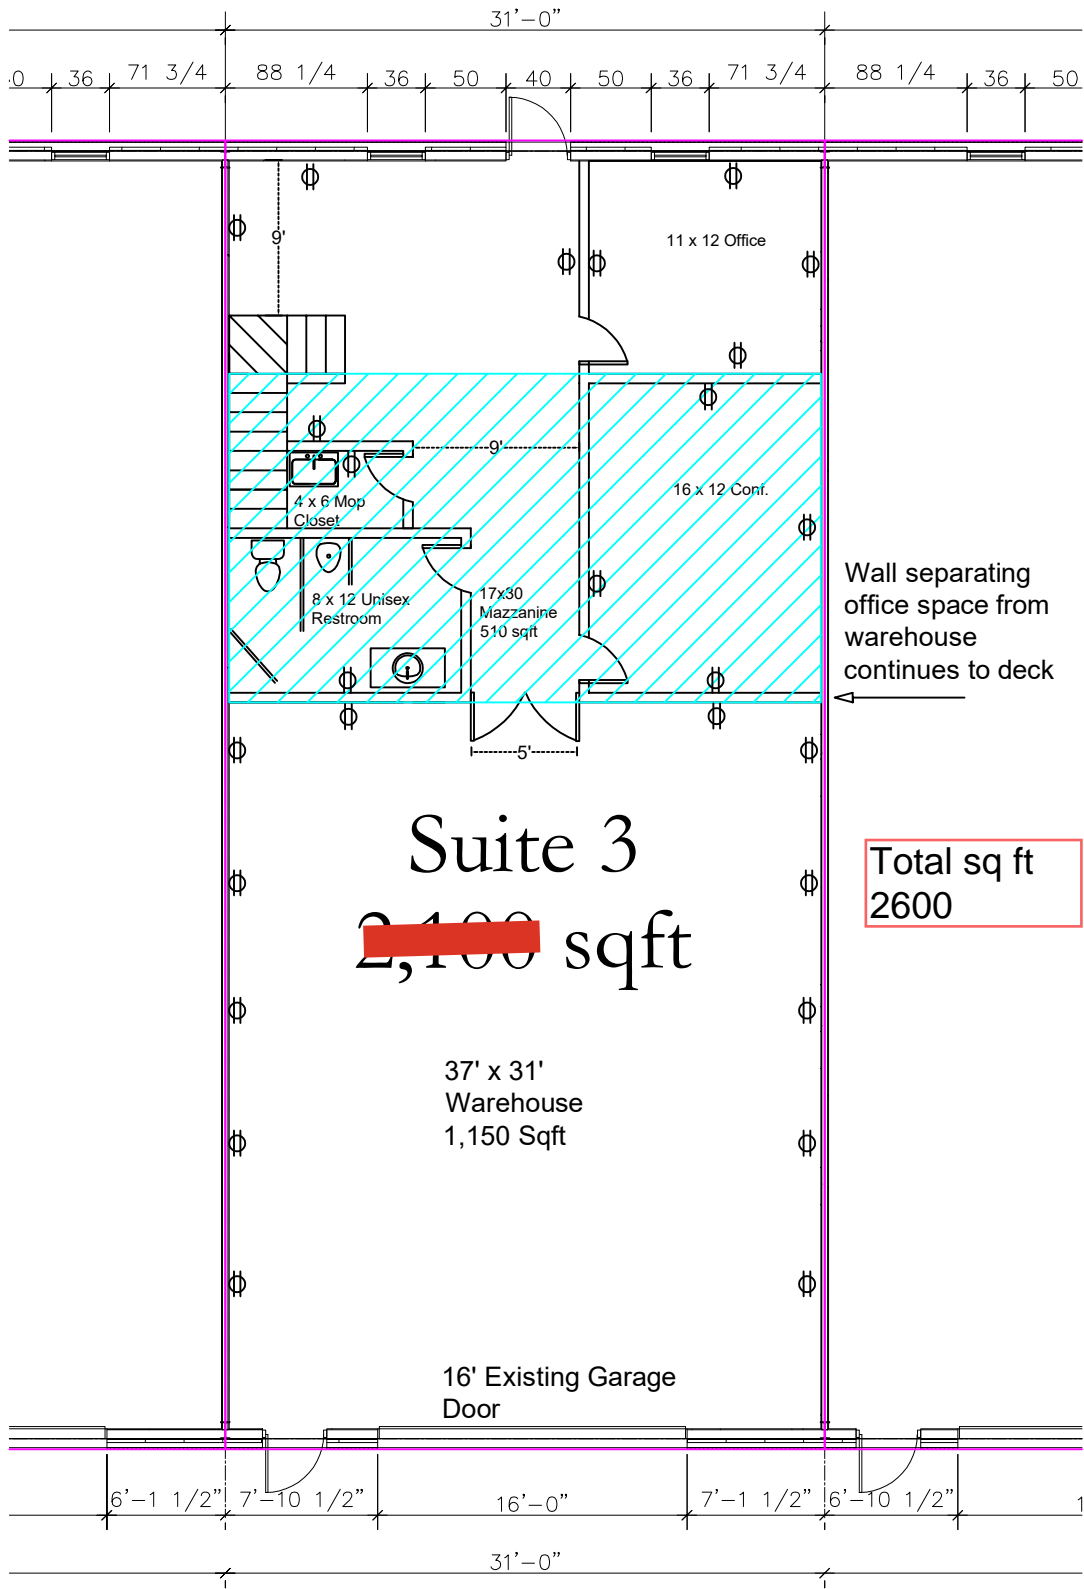 31'-0"
0 36 71 3/4 88 1/4 36 50 40 50 36 71 3/4 88 1/4 36 50
9'
11 x 12 Office
9'
16 x 12 Conf.
4 x 6 Mop
Closet
8 x 12 Unisex
Restroom
17x30
Mazzanine
510 sqft
Wall separating
office space from
warehouse
continues to deck
5'
Suite 3
2,100 sqft
Total sq ft
2600
37' x 31'
Warehouse
1,150 Sqft
16' Existing Garage
Door
6'-1 1/2" 7'-10 1/2" 16'-0" 7'-1 1/2" 6'-10 1/2" 1
31'-0"